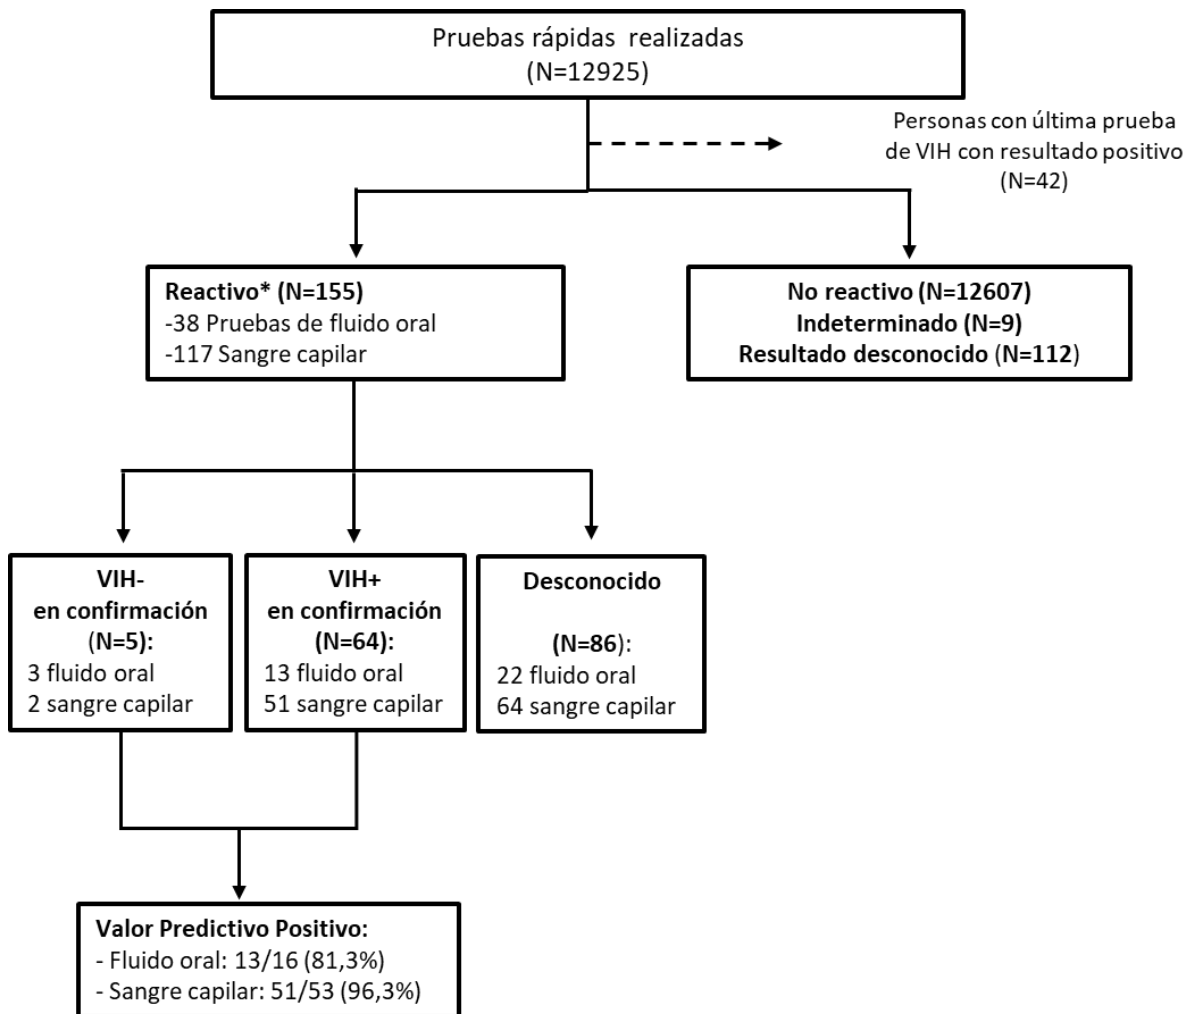 Pruebas rápidas realizadas
(N=12925)
Personas con última prueba
de VIH con resultado positivo
(N=42)
Reactivo* (N=155)
-38 Pruebas de fluido oral
-117 Sangre capilar
No reactivo (N=12607)
Indeterminado (N=9)
Resultado desconocido (N=112)
VIH-
en confirmación
(N=5):
3 fluido oral
2 sangre capilar
VIH+
en confirmación
(N=64):
13 fluido oral
51 sangre capilar
Desconocido
(N=86):
22 fluido oral
64 sangre capilar
Valor Predictivo Positivo:
- Fluido oral: 13/16 (81,3%)
- Sangre capilar: 51/53 (96,3%)